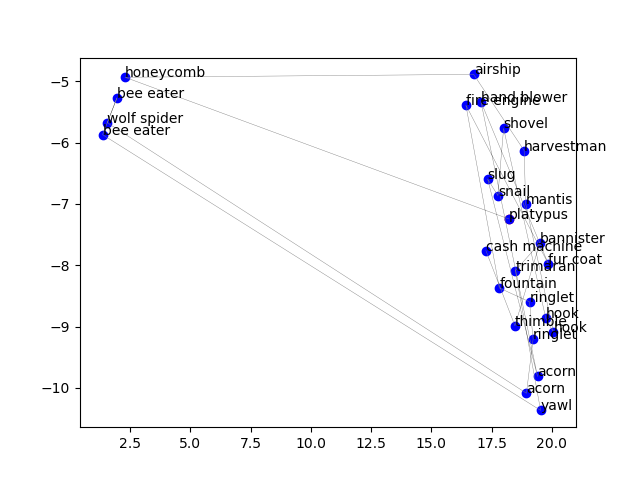 honeycomb
airship
bee eater
hand blower
fire engine
wolf spider
shovel
bee eater
harvestman
slug
snail
mantis
platypus
bannister
cash machine
fur coat
trimaran
fountain
ringlet
hook
thimble
hook
ringlet
acorn
acorn
yawl
−5
−6
−7
−8
−9
−10
2.5 5.0 7.5 10.0 12.5 15.0 17.5 20.0